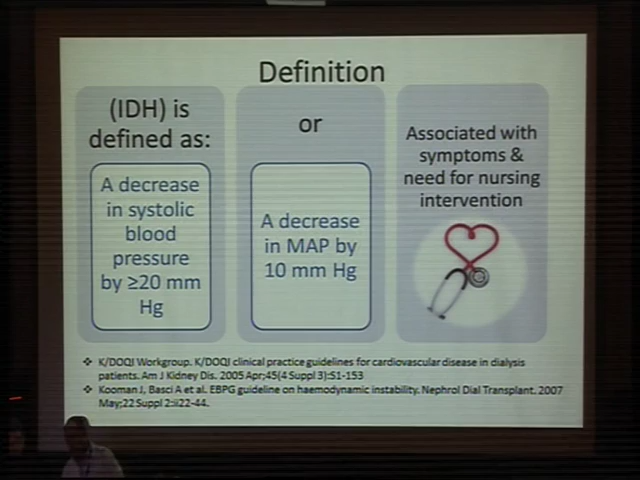 Definition
(IDH) is
defined as:
A decrease
in systolic
blood
pressure
by ≥20 mm
Hg
or
A decrease
in MAP by
10 mm Hg
Associated with
symptoms &
need for nursing
intervention
❖ K/DOQI Workgroup. K/DOQI clinical practice guidelines for cardiovascular disease in dialysis
patients. Am J Kidney Dis. 2005 Apr;45(4 Suppl 3):S1-153
❖ Kooman J, Basci A et al. EBPG guideline on haemodynamic instability. Nephrol Dial Transplant. 2007
May;22 Suppl 2:ii22-44.